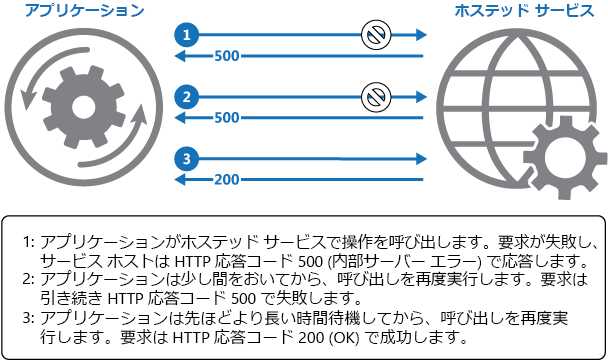 アプリケーション
ホステッド サービス
1
500
2
500
3
200
1: アプリケーションがホステッド サービスで操作を呼び出します。要求が失敗し、
サービス ホストは HTTP 応答コード 500 (内部サーバー エラー) で応答します。
2: アプリケーションは少し間をおいてから、呼び出しを再度実行します。要求は
引き続き HTTP 応答コード 500 で失敗します。
3: アプリケーションは先ほどより長い時間待機してから、呼び出しを再度実
行します。要求は HTTP 応答コード 200 (OK) で成功します。